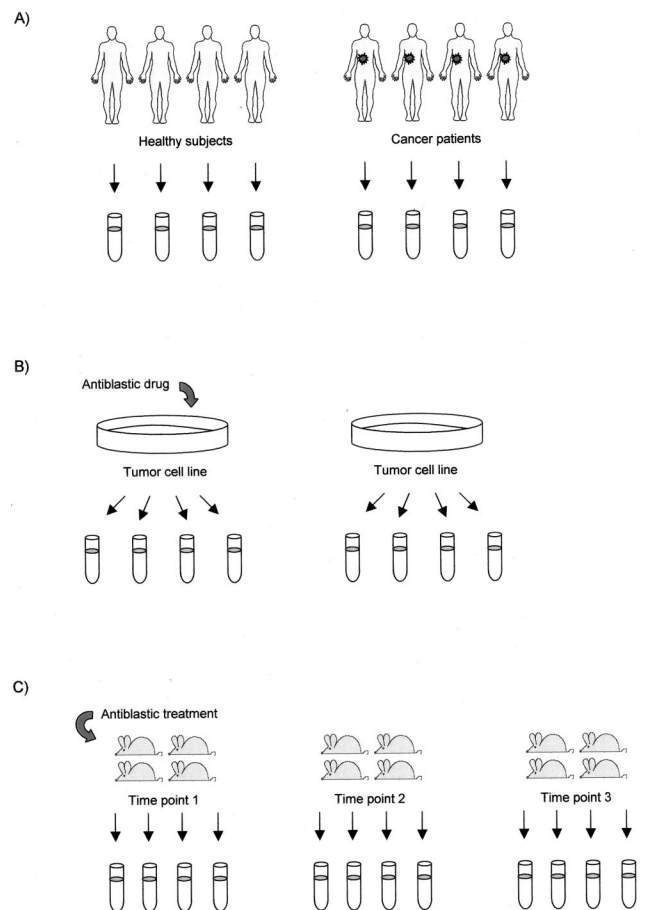 A)
Healthy subjects
Cancer patients
B)
Antiblastic drug
Tumor cell line
Tumor cell line
C)
Antiblastic treatment
Time point 1
Time point 2
Time point 3